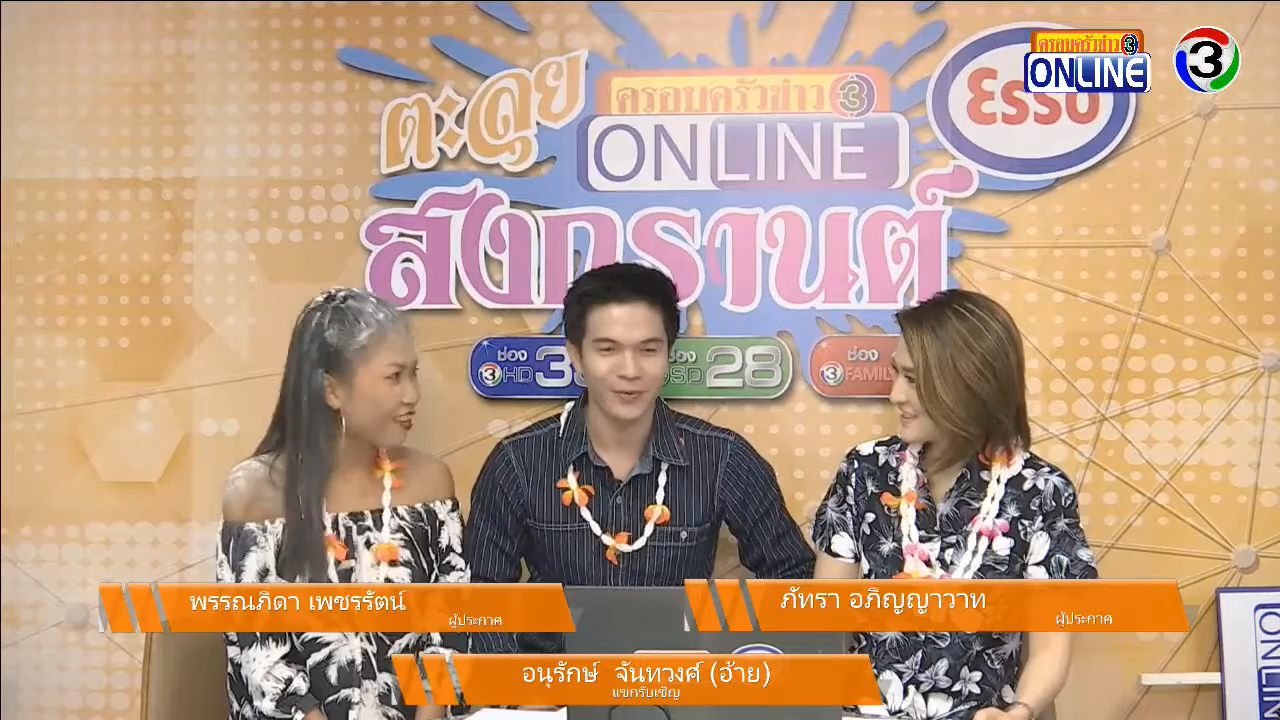 ครอบครัวข่าว 3
ONLINE
3
ตะลุย
ครอบครัวข่าว 3
ONLINE
Esso
สงกรานต์
ช่อง
3 HD 3
ช่อง
SD 28
ช่อง
3 FAMILY
พรรณภิดา เพชรรัตน์
ผู้ประกาศ
ภัทรา อภิญญาวาท
ผู้ประกาศ
อนุรักษ์ จันทวงศ์ (อ้าย)
แขกรับเชิญ
ONLINE